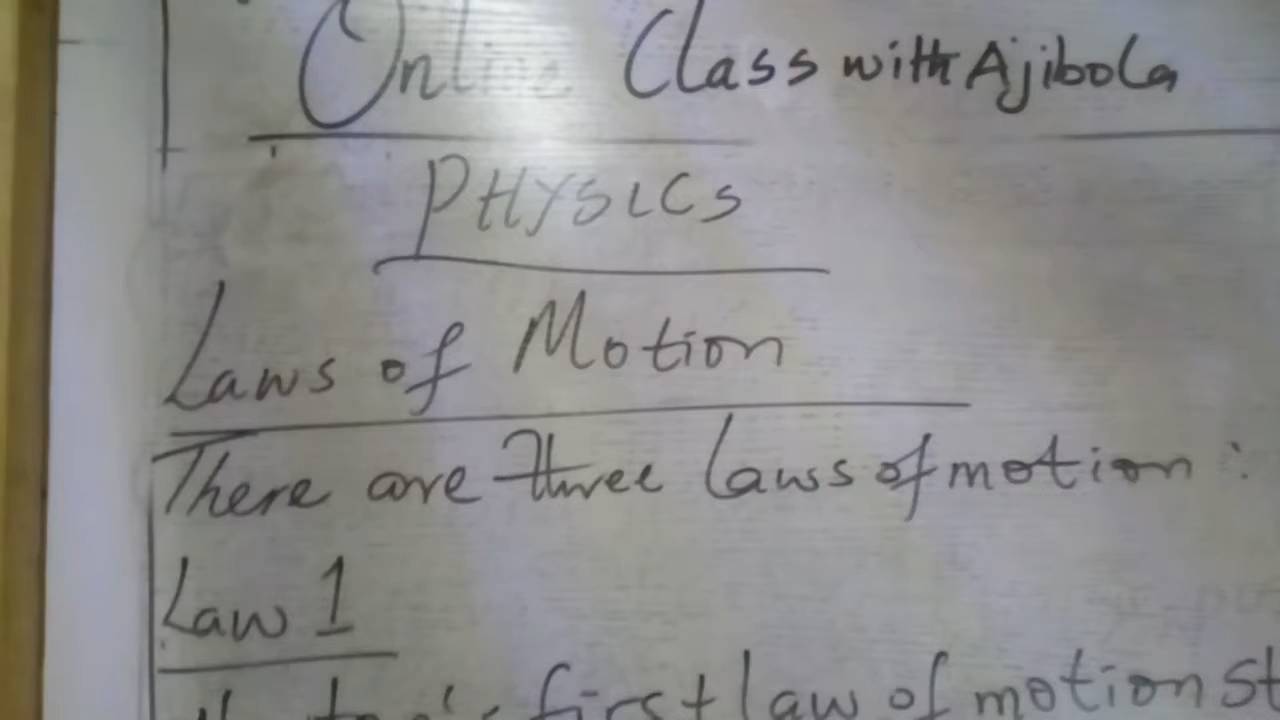 Online Class with Ajibola
PHYSICS
Laws of Motion
There are three laws of motion :
Law 1
first law of motion st